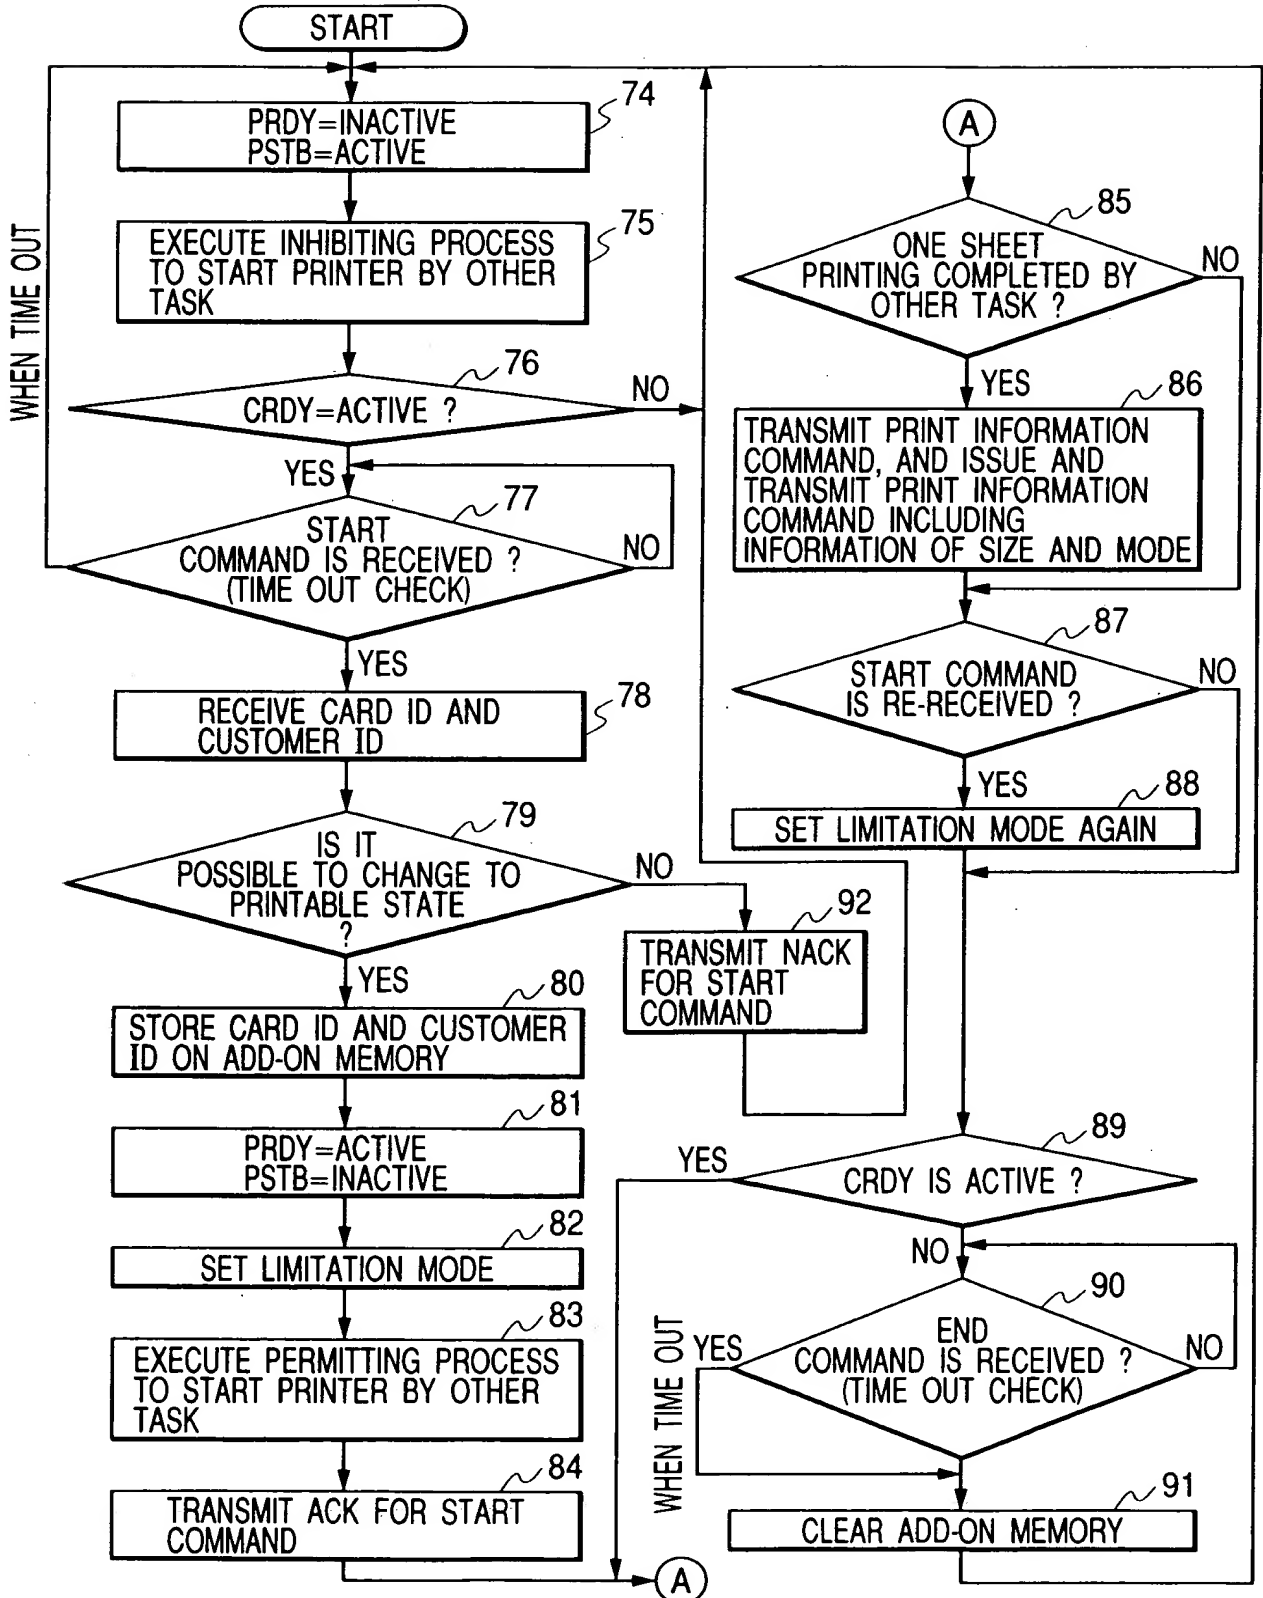 START
74
PRDY=INACTIVE
PSTB=ACTIVE
75
EXECUTE INHIBITING PROCESS
TO START PRINTER BY OTHER
TASK
WHEN TIME OUT
76
CRDY=ACTIVE ?
NO
YES
77
START
COMMAND IS RECEIVED ?
(TIME OUT CHECK)
NO
YES
78
RECEIVE CARD ID AND
CUSTOMER ID
79
IS IT
POSSIBLE TO CHANGE TO
PRINTABLE STATE
?
NO
YES
92
TRANSMIT NACK
FOR START
COMMAND
80
STORE CARD ID AND CUSTOMER
ID ON ADD-ON MEMORY
81
PRDY=ACTIVE
PSTB=INACTIVE
82
SET LIMITATION MODE
83
EXECUTE PERMITTING PROCESS
TO START PRINTER BY OTHER
TASK
84
TRANSMIT ACK FOR START
COMMAND
A
A
85
ONE SHEET
PRINTING COMPLETED BY
OTHER TASK ?
NO
YES
86
TRANSMIT PRINT INFORMATION
COMMAND, AND ISSUE AND
TRANSMIT PRINT INFORMATION
COMMAND INCLUDING
INFORMATION OF SIZE AND MODE
87
START COMMAND
IS RE-RECEIVED ?
NO
YES
88
SET LIMITATION MODE AGAIN
89
YES
CRDY IS ACTIVE ?
NO
90
END
COMMAND IS RECEIVED ?
(TIME OUT CHECK)
YES
NO
WHEN TIME OUT
91
CLEAR ADD-ON MEMORY